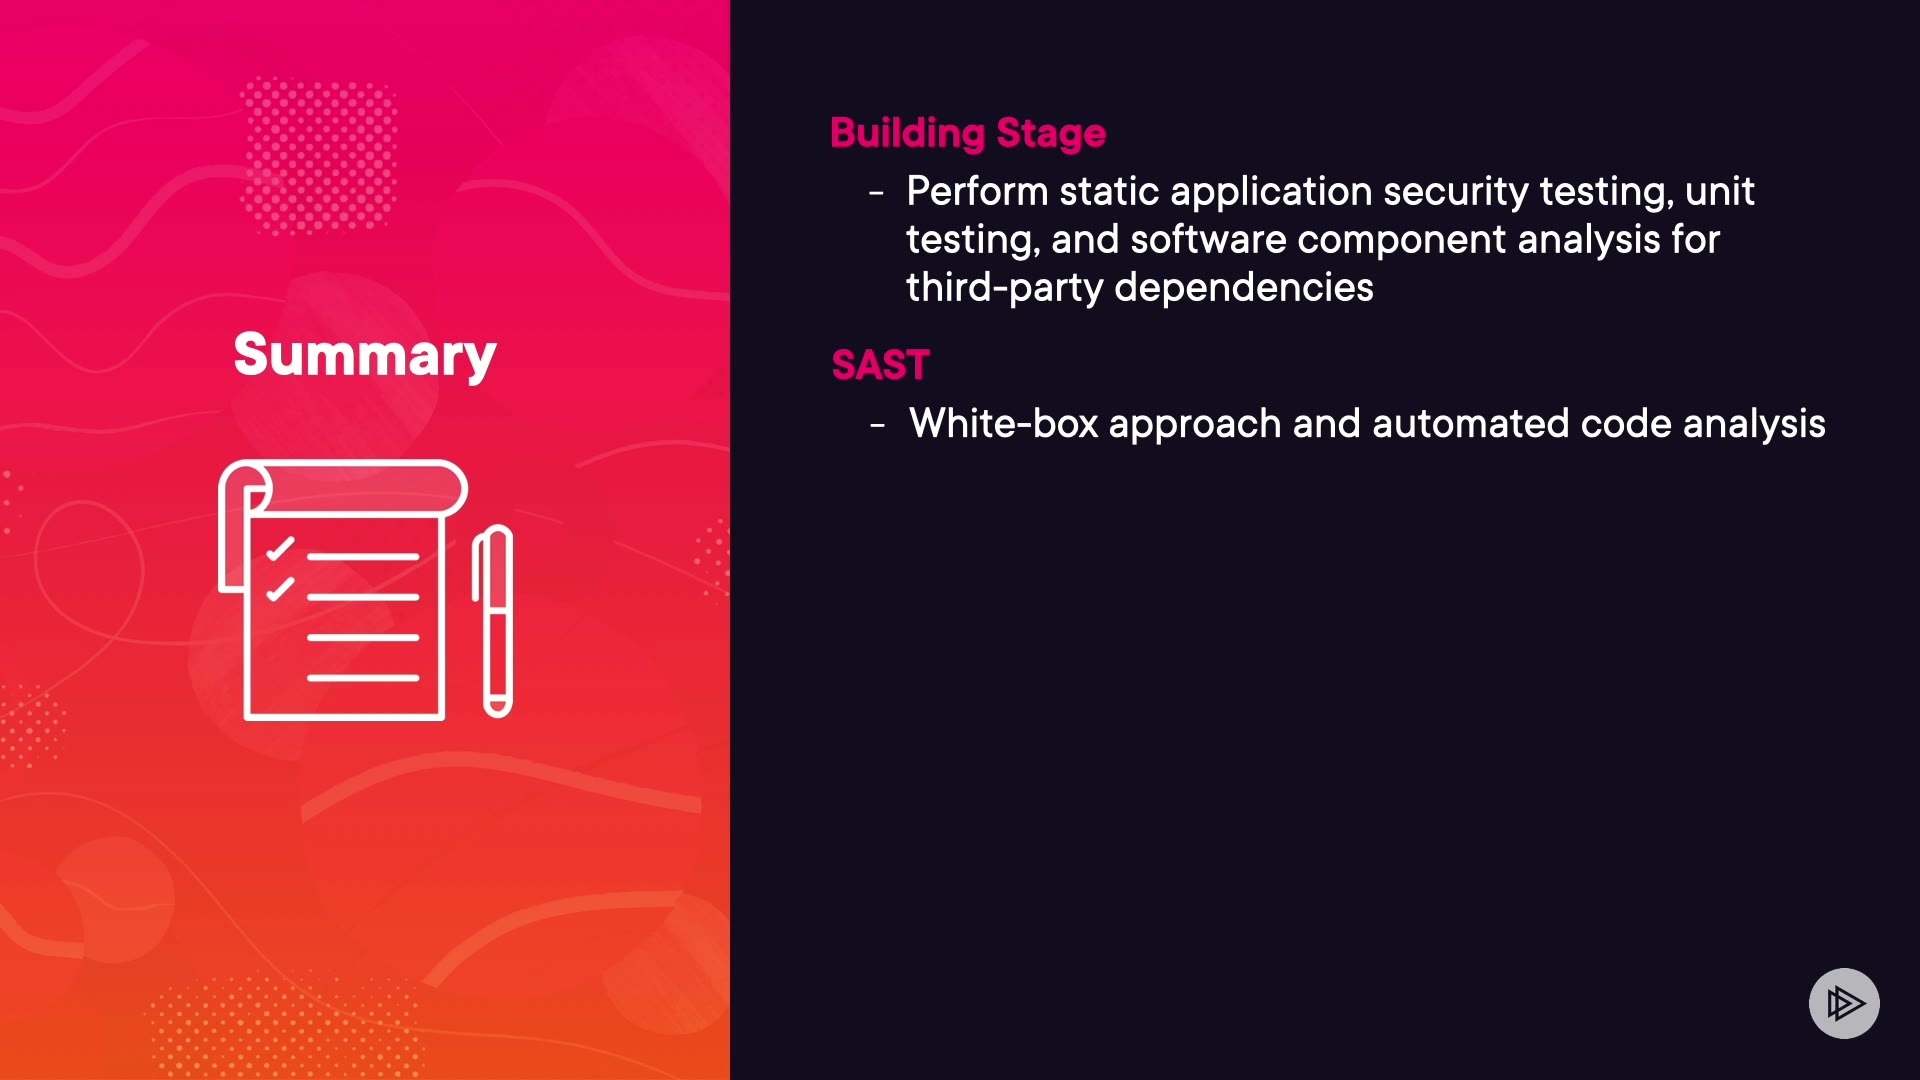 Summary
Building Stage
- Perform static application security testing, unit
testing, and software component analysis for
third-party dependencies
SAST
- White-box approach and automated code analysis